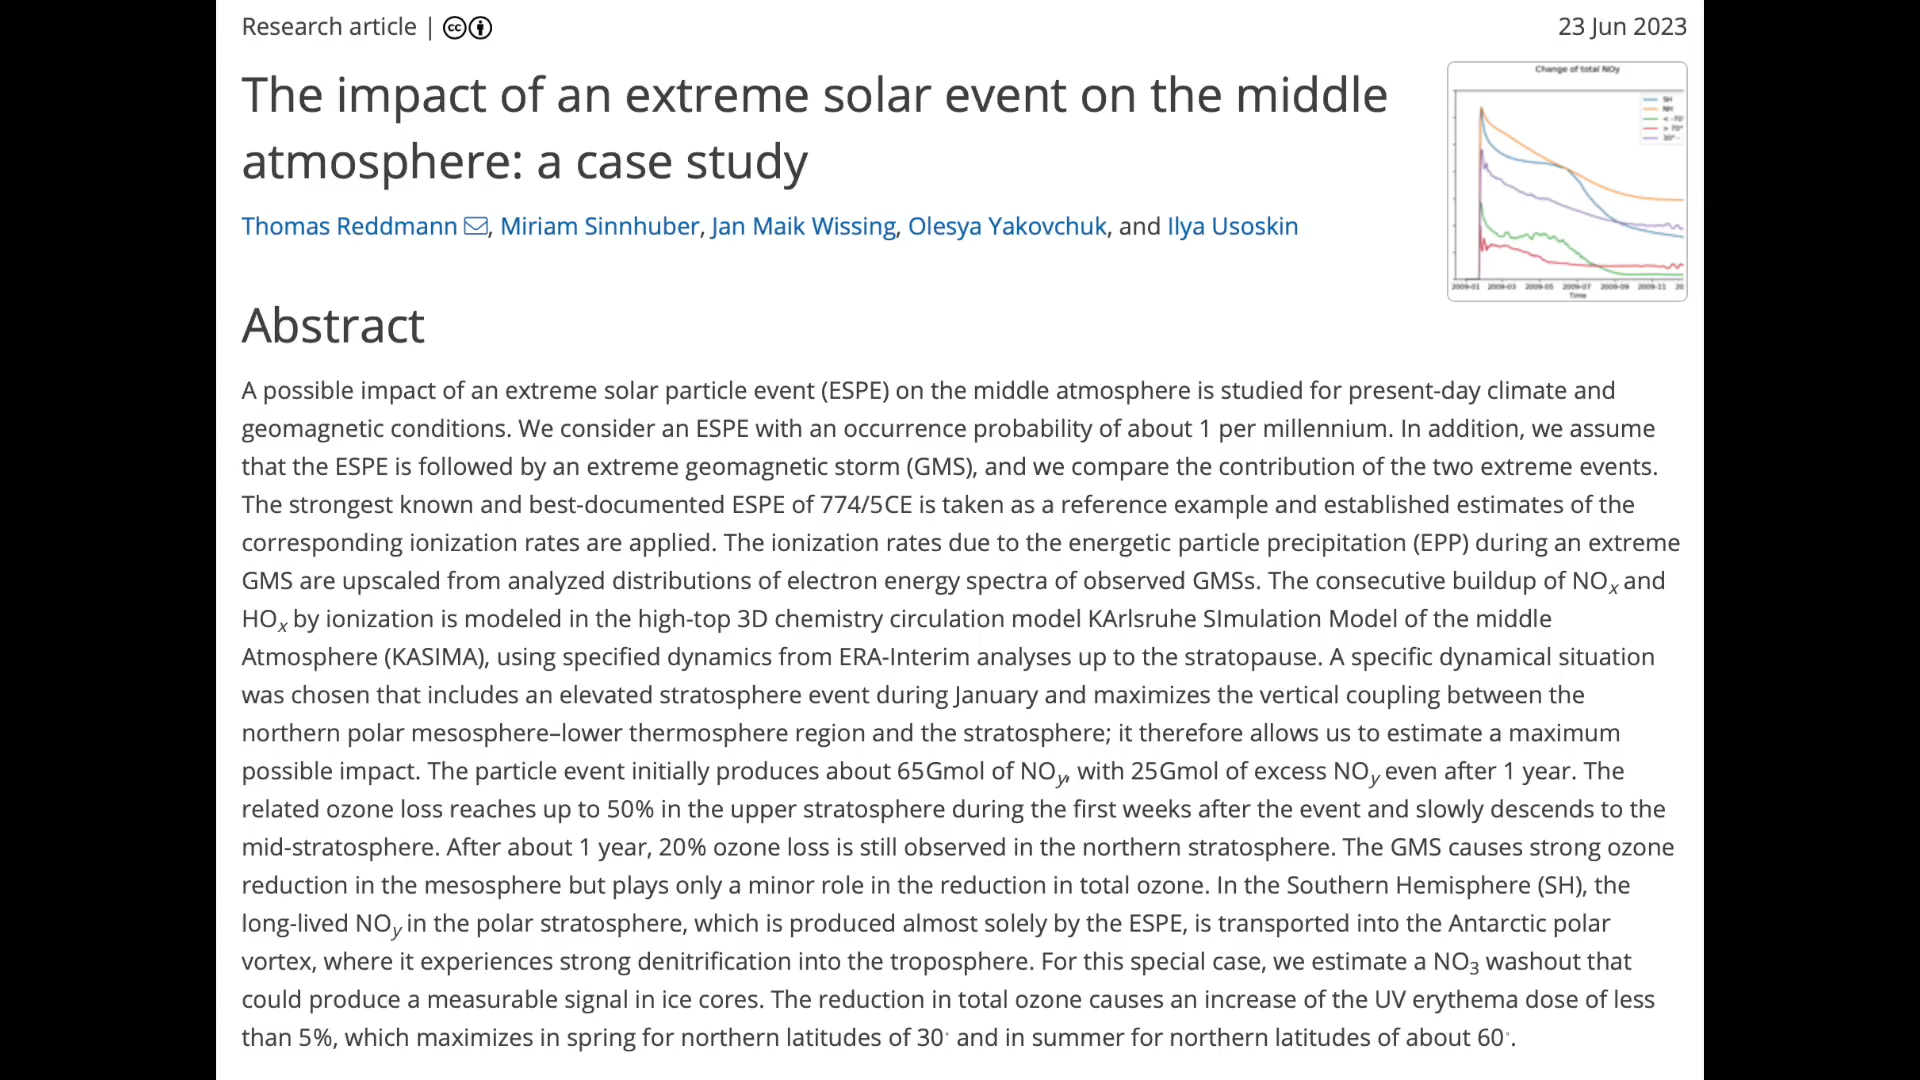 Research article |
23 Jun 2023
The impact of an extreme solar event on the middle
atmosphere: a case study
Thomas Reddmann, Miriam Sinnhuber, Jan Maik Wissing, Olesya Yakovchuk, and Ilya Usoskin
Change of total NOy
SH
NH
< -70°
> 70°
30° -
2009-01 2009-03 2009-05 2009-07 2009-09 2009-11 20
Time
Abstract
A possible impact of an extreme solar particle event (ESPE) on the middle atmosphere is studied for present-day climate and
geomagnetic conditions. We consider an ESPE with an occurrence probability of about 1 per millennium. In addition, we assume
that the ESPE is followed by an extreme geomagnetic storm (GMS), and we compare the contribution of the two extreme events.
The strongest known and best-documented ESPE of 774/5CE is taken as a reference example and established estimates of the
corresponding ionization rates are applied. The ionization rates due to the energetic particle precipitation (EPP) during an extreme
GMS are upscaled from analyzed distributions of electron energy spectra of observed GMSs. The consecutive buildup of NOx and
HOx by ionization is modeled in the high-top 3D chemistry circulation model KArlsruhe SImulation Model of the middle
Atmosphere (KASIMA), using specified dynamics from ERA-Interim analyses up to the stratopause. A specific dynamical situation
was chosen that includes an elevated stratosphere event during January and maximizes the vertical coupling between the
northern polar mesosphere–lower thermosphere region and the stratosphere; it therefore allows us to estimate a maximum
possible impact. The particle event initially produces about 65Gmol of NOy, with 25Gmol of excess NOy even after 1 year. The
related ozone loss reaches up to 50% in the upper stratosphere during the first weeks after the event and slowly descends to the
mid-stratosphere. After about 1 year, 20% ozone loss is still observed in the northern stratosphere. The GMS causes strong ozone
reduction in the mesosphere but plays only a minor role in the reduction in total ozone. In the Southern Hemisphere (SH), the
long-lived NOy in the polar stratosphere, which is produced almost solely by the ESPE, is transported into the Antarctic polar
vortex, where it experiences strong denitrification into the troposphere. For this special case, we estimate a NO3 washout that
could produce a measurable signal in ice cores. The reduction in total ozone causes an increase of the UV erythema dose of less
than 5%, which maximizes in spring for northern latitudes of 30° and in summer for northern latitudes of about 60°.